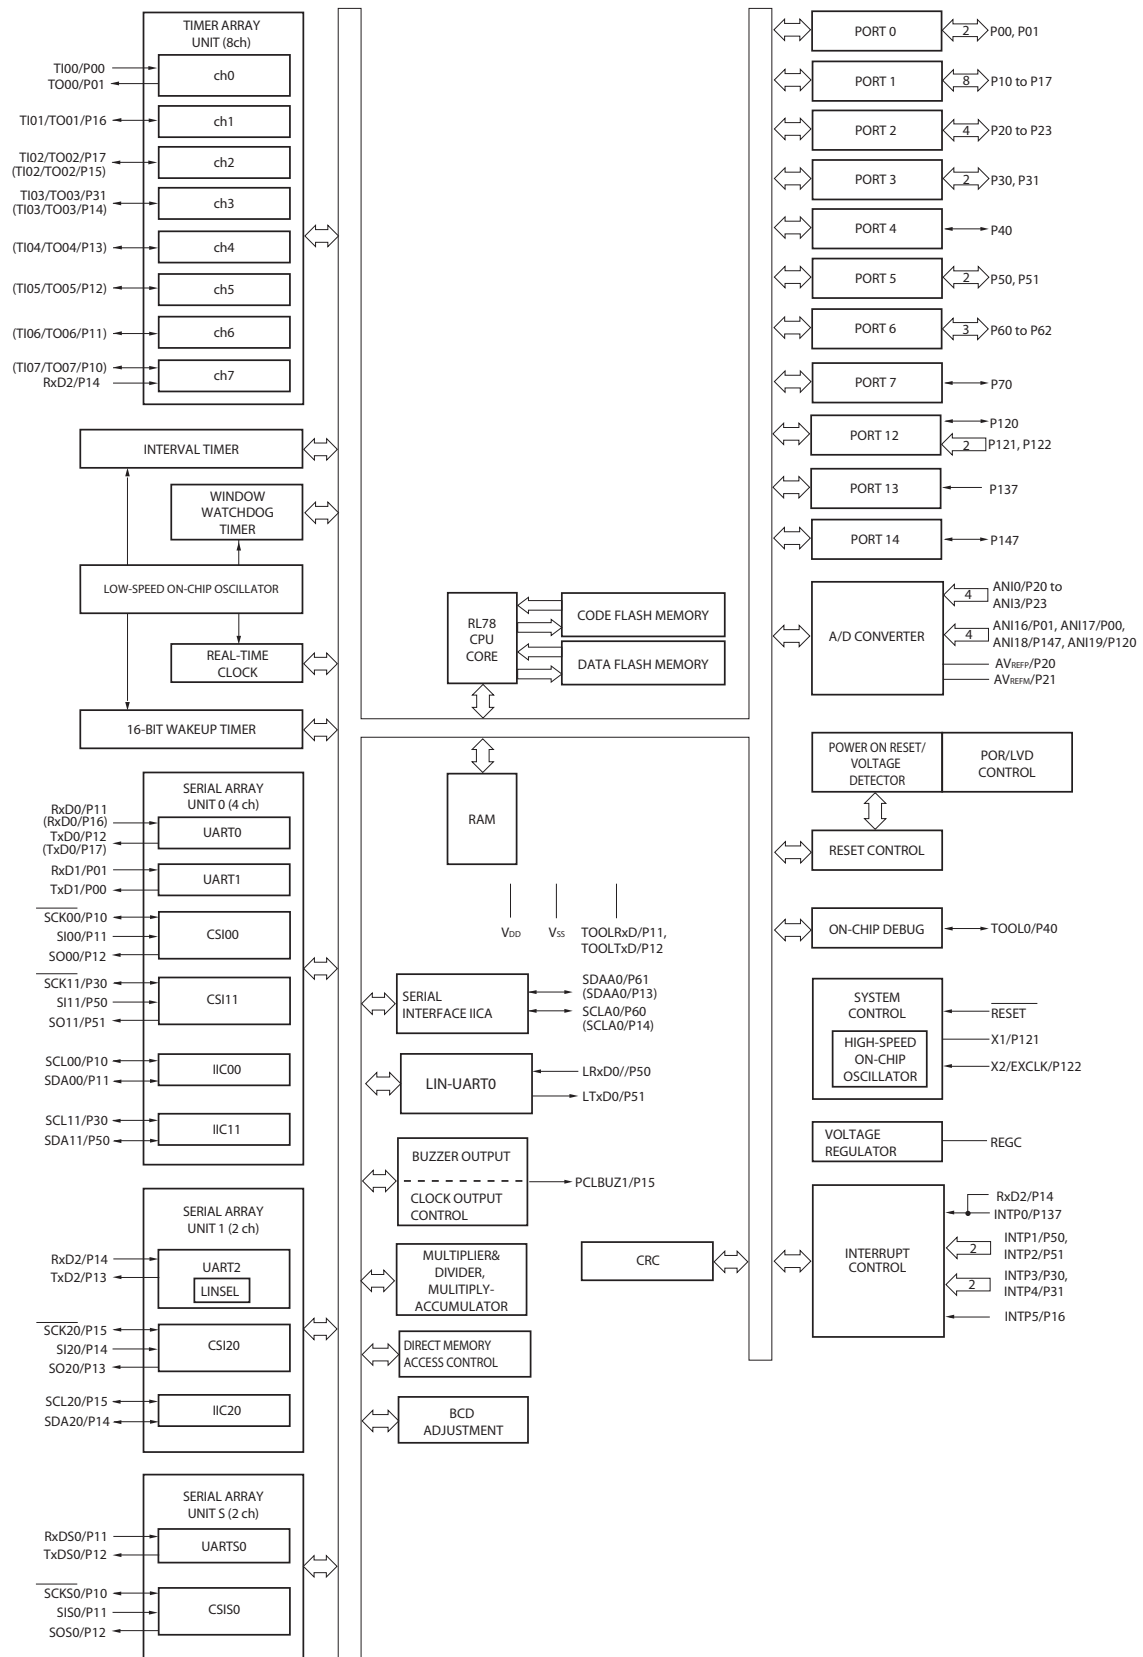 TIMER ARRAY
UNIT (8ch)
TI00/P00
TO00/P01
ch0
TI01/TO01/P16
ch1
TI02/TO02/P17
(TI02/TO02/P15)
ch2
TI03/TO03/P31
(TI03/TO03/P14)
ch3
(TI04/TO04/P13)
ch4
(TI05/TO05/P12)
ch5
(TI06/TO06/P11)
ch6
(TI07/TO07/P10)
RxD2/P14
ch7
INTERVAL TIMER
WINDOW
WATCHDOG
TIMER
LOW-SPEED ON-CHIP OSCILLATOR
REAL-TIME
CLOCK
16-BIT WAKEUP TIMER
SERIAL ARRAY
UNIT 0 (4 ch)
RxD0/P11
(RxD0/P16)
TxD0/P12
(TxD0/P17)
UART0
RxD1/P01
TxD1/P00
UART1
SCK00/P10
SI00/P11
SO00/P12
CSI00
SCK11/P30
SI11/P50
SO11/P51
CSI11
SCL00/P10
SDA00/P11
IIC00
SCL11/P30
SDA11/P50
IIC11
SERIAL ARRAY
UNIT 1 (2 ch)
RxD2/P14
TxD2/P13
UART2
LINSEL
SCK20/P15
SI20/P14
SO20/P13
CSI20
SCL20/P15
SDA20/P14
IIC20
SERIAL ARRAY
UNIT S (2 ch)
RxDS0/P11
TxDS0/P12
UARTS0
SCKS0/P10
SIS0/P11
SOS0/P12
CSIS0
RL78
CPU
CORE
CODE FLASH MEMORY
DATA FLASH MEMORY
RAM
VDD
VSS
TOOLRxD/P11,
TOOLTxD/P12
SERIAL
INTERFACE IICA
SDAA0/P61
(SDAA0/P13)
SCLA0/P60
(SCLA0/P14)
LIN-UART0
LRxD0//P50
LTxD0/P51
BUZZER OUTPUT
CLOCK OUTPUT
CONTROL
PCLBUZ1/P15
MULTIPLIER&
DIVIDER,
MULITIPLY-
ACCUMULATOR
DIRECT MEMORY
ACCESS CONTROL
BCD
ADJUSTMENT
CRC
PORT 0
2
P00, P01
PORT 1
8
P10 to P17
PORT 2
4
P20 to P23
PORT 3
2
P30, P31
PORT 4
P40
PORT 5
2
P50, P51
PORT 6
3
P60 to P62
PORT 7
P70
PORT 12
P120
2
P121, P122
PORT 13
P137
PORT 14
P147
A/D CONVERTER
4
ANI0/P20 to
ANI3/P23
4
ANI16/P01, ANI17/P00,
ANI18/P147, ANI19/P120
AVREFP/P20
AVREFM/P21
POWER ON RESET/
VOLTAGE
DETECTOR
POR/LVD
CONTROL
RESET CONTROL
ON-CHIP DEBUG
TOOL0/P40
SYSTEM
CONTROL
HIGH-SPEED
ON-CHIP
OSCILLATOR
RESET
X1/P121
X2/EXCLK/P122
VOLTAGE
REGULATOR
REGC
INTERRUPT
CONTROL
RxD2/P14
INTP0/P137
2
INTP1/P50,
INTP2/P51
2
INTP3/P30,
INTP4/P31
INTP5/P16